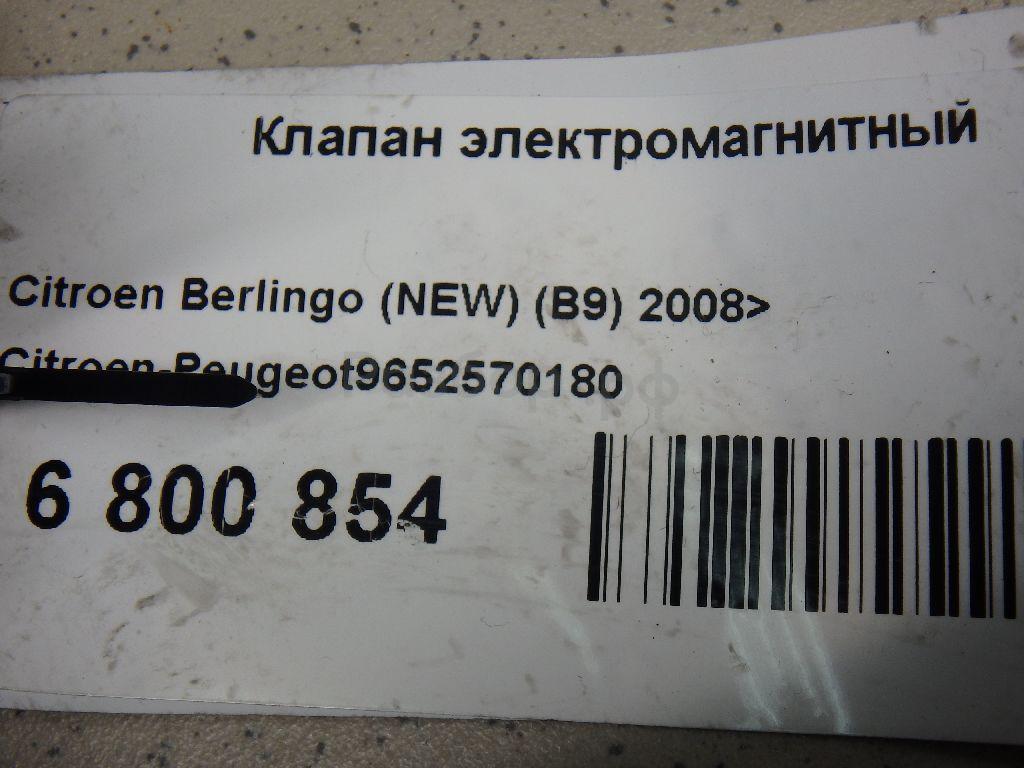 Клапан электромагнитный
Citroen Berlingo (NEW) (B9) 2008>
Citroen-Peugeot9652570180
6 800 854